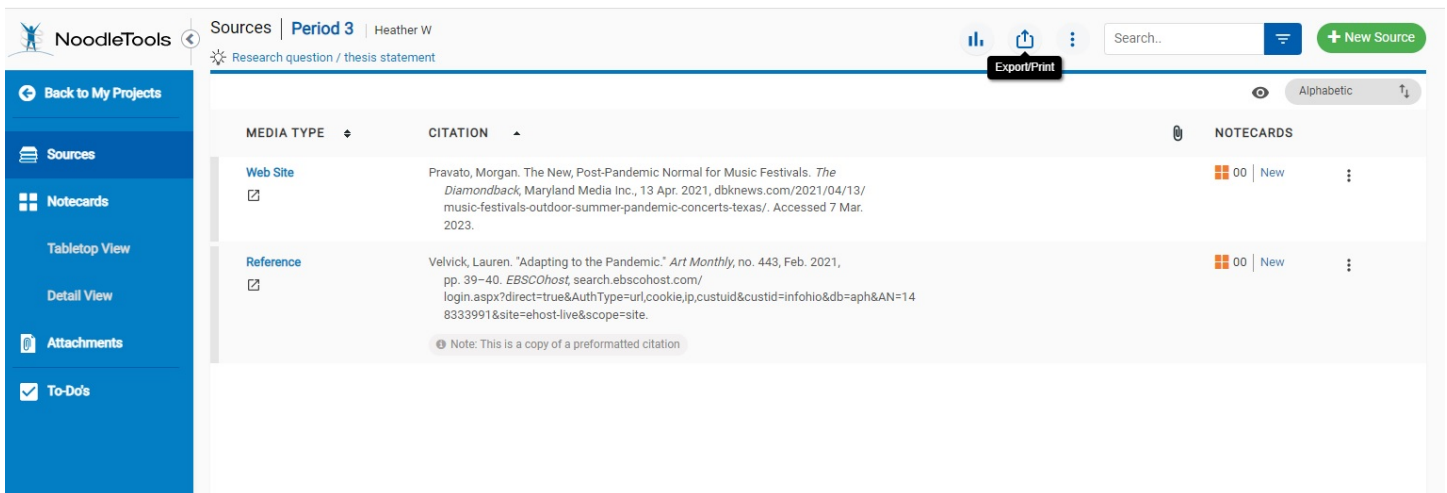 NoodleTools
Sources | Period 3 | Heather W
Research question / thesis statement
Search..
+ New Source
Export/Print
Back to My Projects
Sources
Notecards
Tabletop View
Detail View
Attachments
To-Do's
Alphabetic
MEDIA TYPE CITATION NOTECARDS
Web Site
Pravato, Morgan. The New, Post-Pandemic Normal for Music Festivals. The
Diamondback, Maryland Media Inc., 13 Apr. 2021, dbknews.com/2021/04/13/
music-festivals-outdoor-summer-pandemic-concerts-texas/. Accessed 7 Mar.
2023.
00 | New
Reference
Velvick, Lauren. "Adapting to the Pandemic." Art Monthly, no. 443, Feb. 2021,
pp. 39–40. EBSCOhost, search.ebscohost.com/
login.aspx?direct=true&AuthType=url,cookie,ip,custuid&custid=infohio&db=aph&AN=14
8333991&site=ehost-live&scope=site.
Note: This is a copy of a preformatted citation
00 | New